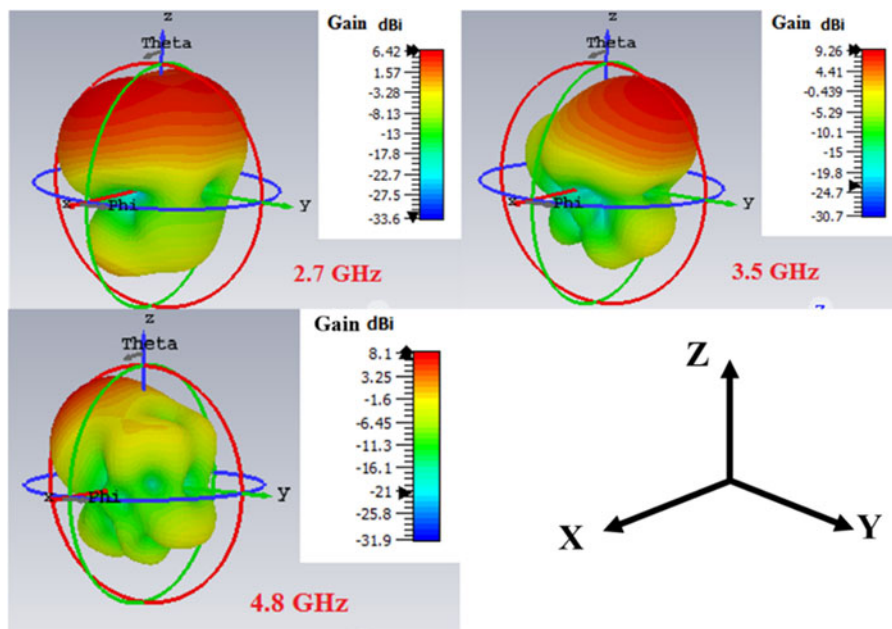 z
Theta
x
Phi
y
Gain dBi
6.42
1.57
-3.28
-8.13
-13
-17.8
-22.7
-27.5
-33.6
2.7 GHz
z
Theta
x
Phi
y
Gain dBi
9.26
4.41
-0.439
-5.29
-10.1
-15
-19.8
-24.7
-30.7
3.5 GHz
z
z
Theta
x
Phi
y
Gain dBi
8.1
3.25
-1.6
-6.45
-11.3
-16.1
-21
-25.8
-31.9
4.8 GHz
Z
X
Y